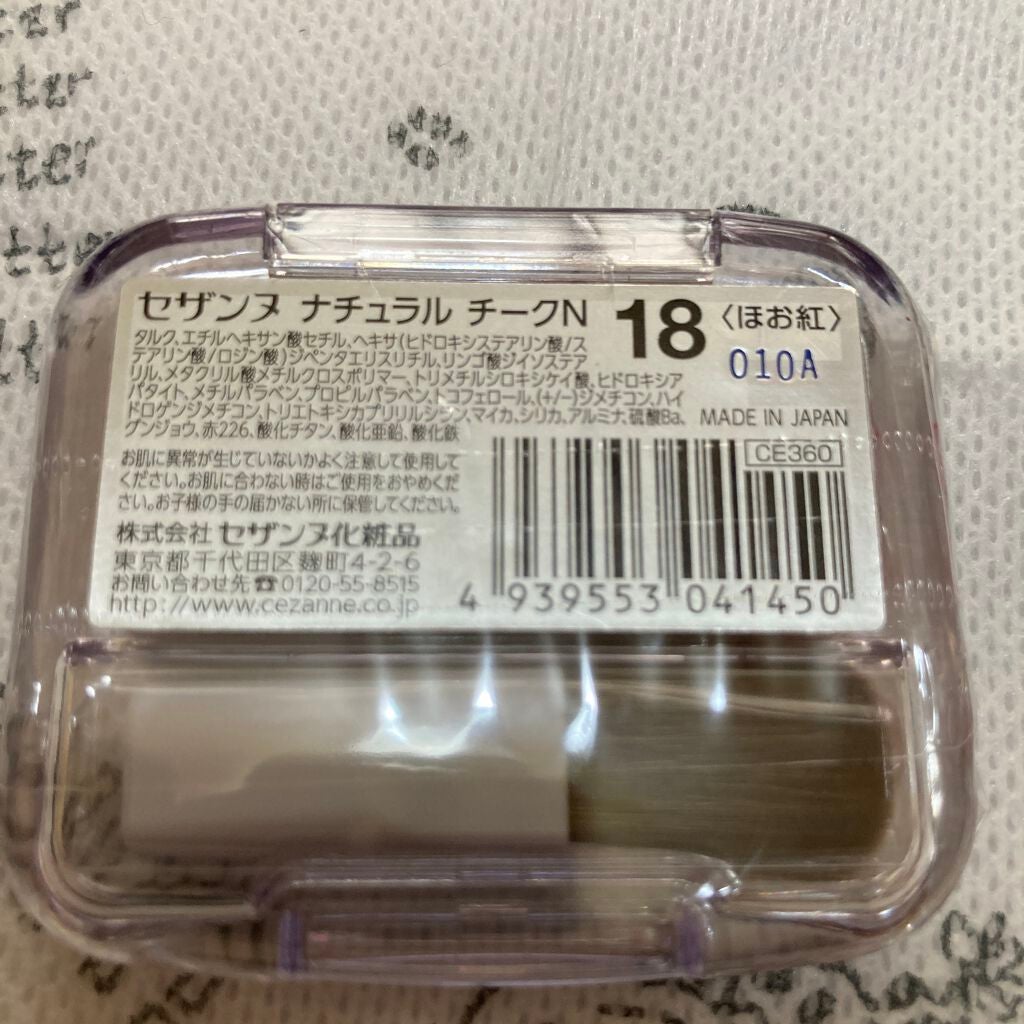 セザンヌ ナチュラル チークN 18 〈ほお紅〉
010A
タルク、エチルヘキサン酸セチル、ヘキサ(ヒドロキシステアリン酸/ス
テアリン酸/ロジン酸)ジペンタエリスリチル、リンゴ酸ジイソステア
リル、メタクリル酸メチルクロスポリマー、トリメチルシロキシケイ酸、ヒドロキシア
パタイト、メチルパラベン、プロピルパラベン、トコフェロール、(+/−)ジメチコン、ハイ
ドロゲンジメチコン、トリエトキシカプリリルシラン、マイカ、シリカ、アルミナ、硫酸Ba、
グンジョウ、赤226、酸化チタン、酸化亜鉛、酸化鉄
MADE IN JAPAN
CE360
お肌に異常が生じていないかよく注意して使用して
ください。お肌に合わない時はご使用をおやめくだ
さい。お子様の手の届かない所に保管してください。
株式会社 セザンヌ化粧品
東京都千代田区麹町4-2-6
お問い合わせ先☎0120-55-8515
http://www.cezanne.co.jp
4 939553 041450